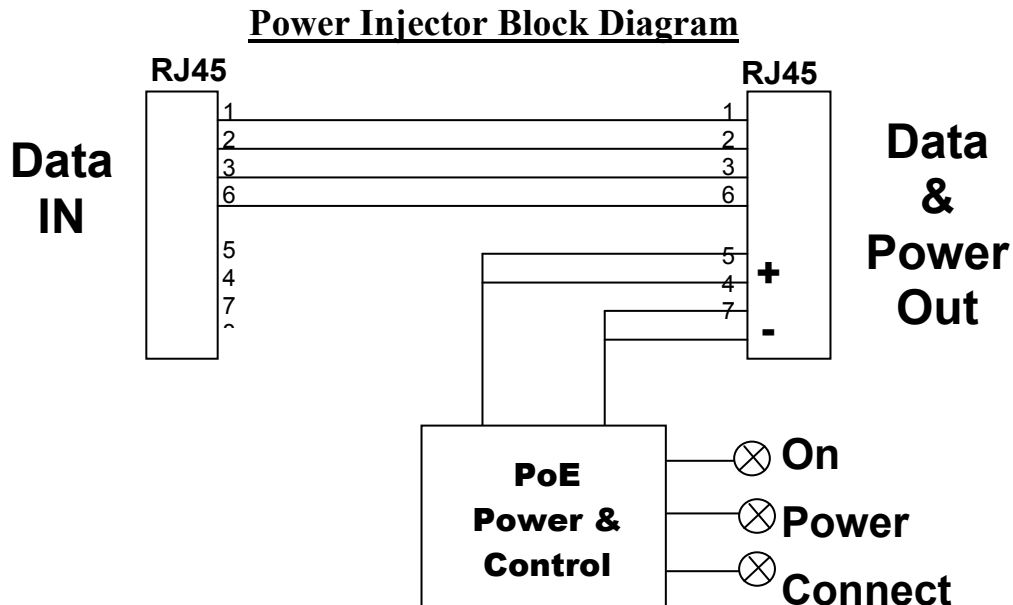 Power Injector Block Diagram
RJ45
RJ45
Data
IN
1
2
3
6
5
4
7
1
2
3
6
5
4
7
+
-
Data
&
Power
Out
PoE
Power &
Control
On
Power
Connect